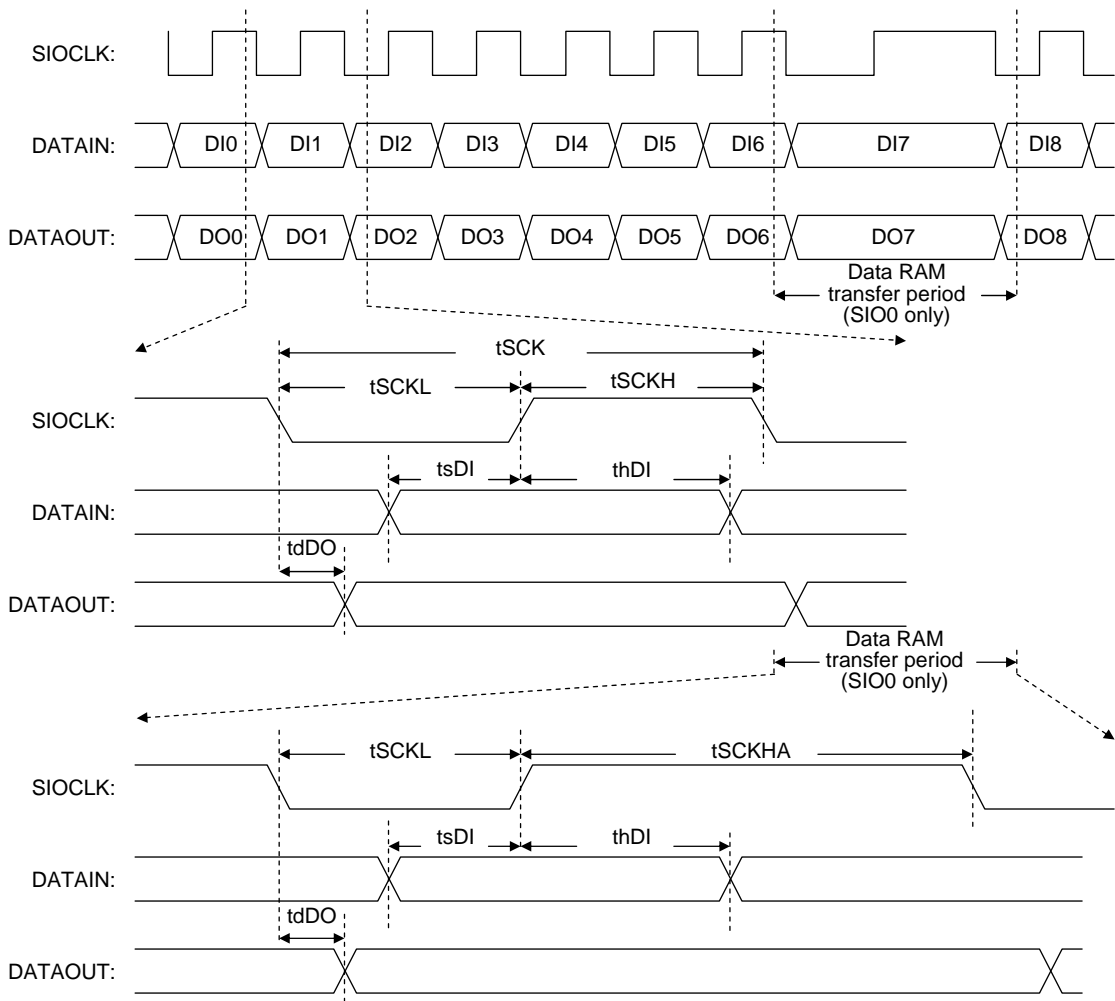 SIOCLK:
DATAIN: DI0 DI1 DI2 DI3 DI4 DI5 DI6 DI7 DI8
DATAOUT: DO0 DO1 DO2 DO3 DO4 DO5 DO6 DO7 DO8
Data RAM
transfer period
(SIO0 only)
tSCK
tSCKL tSCKH
SIOCLK:
tsDI thDI
DATAIN:
tdDO
DATAOUT:
Data RAM
transfer period
(SIO0 only)
tSCKL tSCKHA
SIOCLK:
tsDI thDI
DATAIN:
tdDO
DATAOUT: